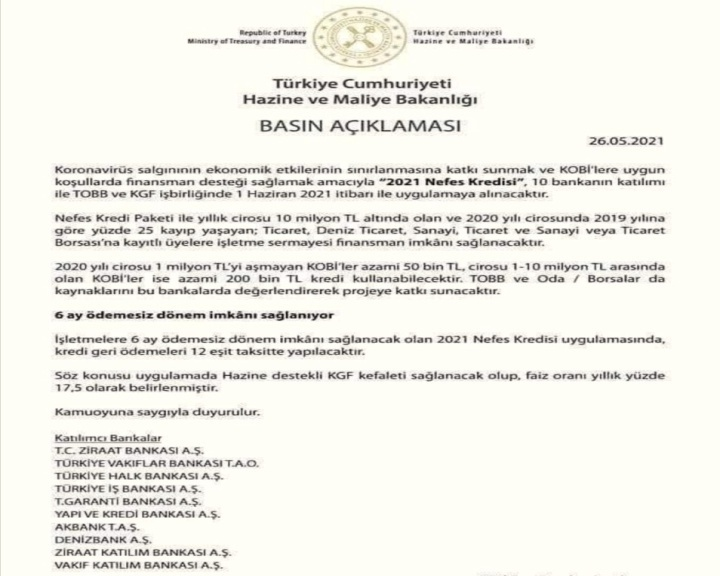 Republic of Turkey
Ministry of Treasury and Finance
Türkiye Cumhuriyeti
Hazine ve Maliye Bakanlığı
Türkiye Cumhuriyeti
Hazine ve Maliye Bakanlığı
BASIN AÇIKLAMASI
26.05.2021
Koronavirüs salgınının ekonomik etkilerinin sınırlanmasına katkı sunmak ve KOBİ'lere uygun
koşullarda finansman desteği sağlamak amacıyla “2021 Nefes Kredisi”, 10 bankanın katılımı
ile TOBB ve KGF işbirliğinde 1 Haziran 2021 itibarı ile uygulamaya alınacaktır.
Nefes Kredi Paketi ile yıllık cirosu 10 milyon TL altında olan ve 2020 yılı cirosunda 2019 yılına
göre yüzde 25 kayıp yaşayan; Ticaret, Deniz Ticaret, Sanayi, Ticaret ve Sanayi veya Ticaret
Borsası'na kayıtlı üyelere işletme sermayesi finansman imkânı sağlanacaktır.
2020 yılı cirosu 1 milyon TL'yi aşmayan KOBİ'ler azami 50 bin TL, cirosu 1-10 milyon TL arasında
olan KOBİ'ler ise azami 200 bin TL kredi kullanabilecektir. TOBB ve Oda / Borsalar da
kaynaklarını bu bankalarda değerlendirerek projeye katkı sunacaktır.
6 ay ödemesiz dönem imkânı sağlanıyor
İşletmelere 6 ay ödemesiz dönem imkânı sağlanacak olan 2021 Nefes Kredisi uygulamasında,
kredi geri ödemeleri 12 eşit taksitte yapılacaktır.
Söz konusu uygulamada Hazine destekli KGF kefaleti sağlanacak olup, faiz oranı yıllık yüzde
17,5 olarak belirlenmiştir.
Kamuoyuna saygıyla duyurulur.
Katılımcı Bankalar
T.C. ZİRAAT BANKASI A.Ş.
TÜRKİYE VAKIFLAR BANKASI T.A.O.
TÜRKİYE HALK BANKASI A.Ş.
TÜRKİYE İŞ BANKASI A.Ş.
T.GARANTİ BANKASI A.Ş.
YAPI VE KREDİ BANKASI A.Ş.
AKBANK T.A.Ş.
DENİZBANK A.Ş.
ZİRAAT KATILIM BANKASI A.Ş.
VAKIF KATILIM BANKASI A.Ş.